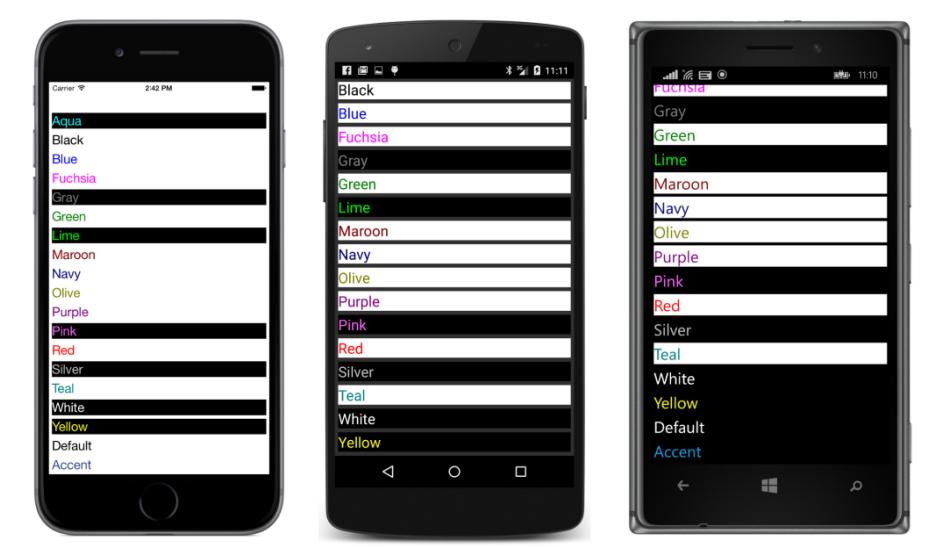 Carrier 2:42 PM
Aqua
Black
Blue
Fuchsia
Gray
Green
Lime
Maroon
Navy
Olive
Purple
Pink
Red
Silver
Teal
White
Yellow
Default
Accent
3G 11:11
Black
Blue
Fuchsia
Gray
Green
Lime
Maroon
Navy
Olive
Purple
Pink
Red
Silver
Teal
White
Yellow
11:10
Fuchsia
Gray
Green
Lime
Maroon
Navy
Olive
Purple
Pink
Red
Silver
Teal
White
Yellow
Default
Accent